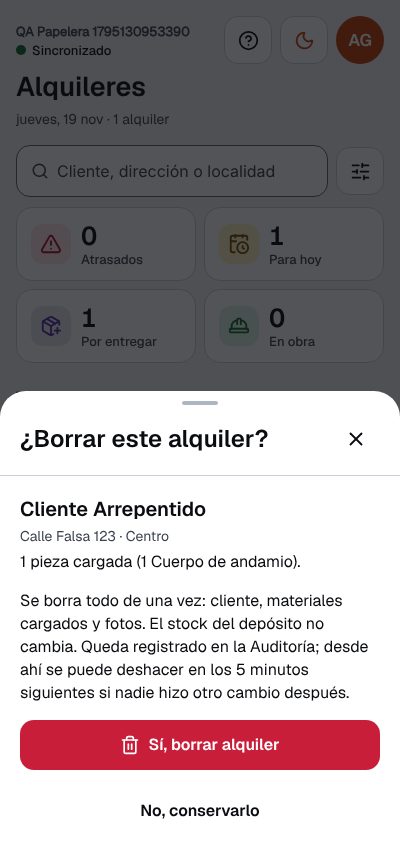 QA Papelera 1795130953390
Sincronizado
AG
Alquileres
jueves, 19 nov · 1 alquiler
Cliente, dirección o localidad
0
Atrasados
1
Para hoy
1
Por entregar
0
En obra
¿Borrar este alquiler?
Cliente Arrepentido
Calle Falsa 123 · Centro
1 pieza cargada (1 Cuerpo de andamio).
Se borra todo de una vez: cliente, materiales
cargados y fotos. El stock del depósito no
cambia. Queda registrado en la Auditoría; desde
ahí se puede deshacer en los 5 minutos
siguientes si nadie hizo otro cambio después.
Sí, borrar alquiler
No, conservarlo